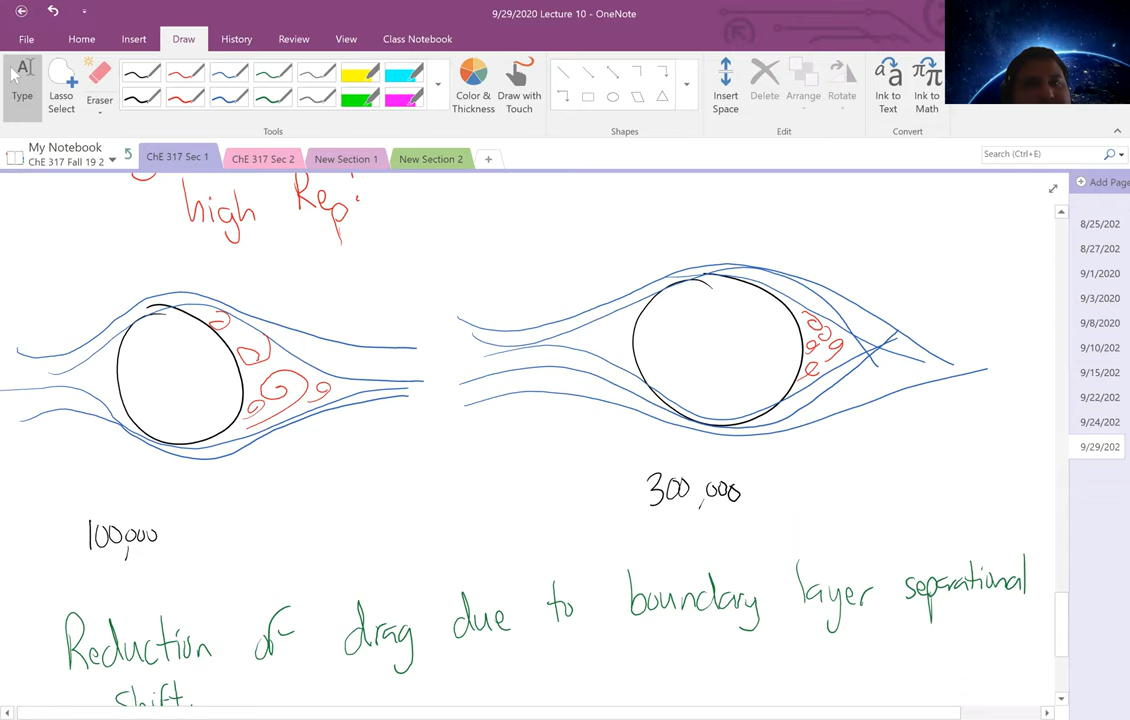 9/29/2020 Lecture 10 - OneNote
File Home Insert Draw History Review View Class Notebook
Type
Lasso Select
Eraser
Color & Thickness
Draw with Touch
Insert Space
Delete
Arrange
Rotate
Ink to Text
Ink to Math
Tools
Shapes
Edit
Convert
My Notebook
ChE 317 Fall 19 2
ChE 317 Sec 1
ChE 317 Sec 2
New Section 1
New Section 2
Search (Ctrl+E)
Add Page
8/25/202
8/27/202
9/1/2020
9/3/2020
9/8/2020
9/10/202
9/15/202
9/22/202
9/24/202
9/29/202
high Rep:
300,000
100,000
Reduction of drag due to boundary layer separational
shift.